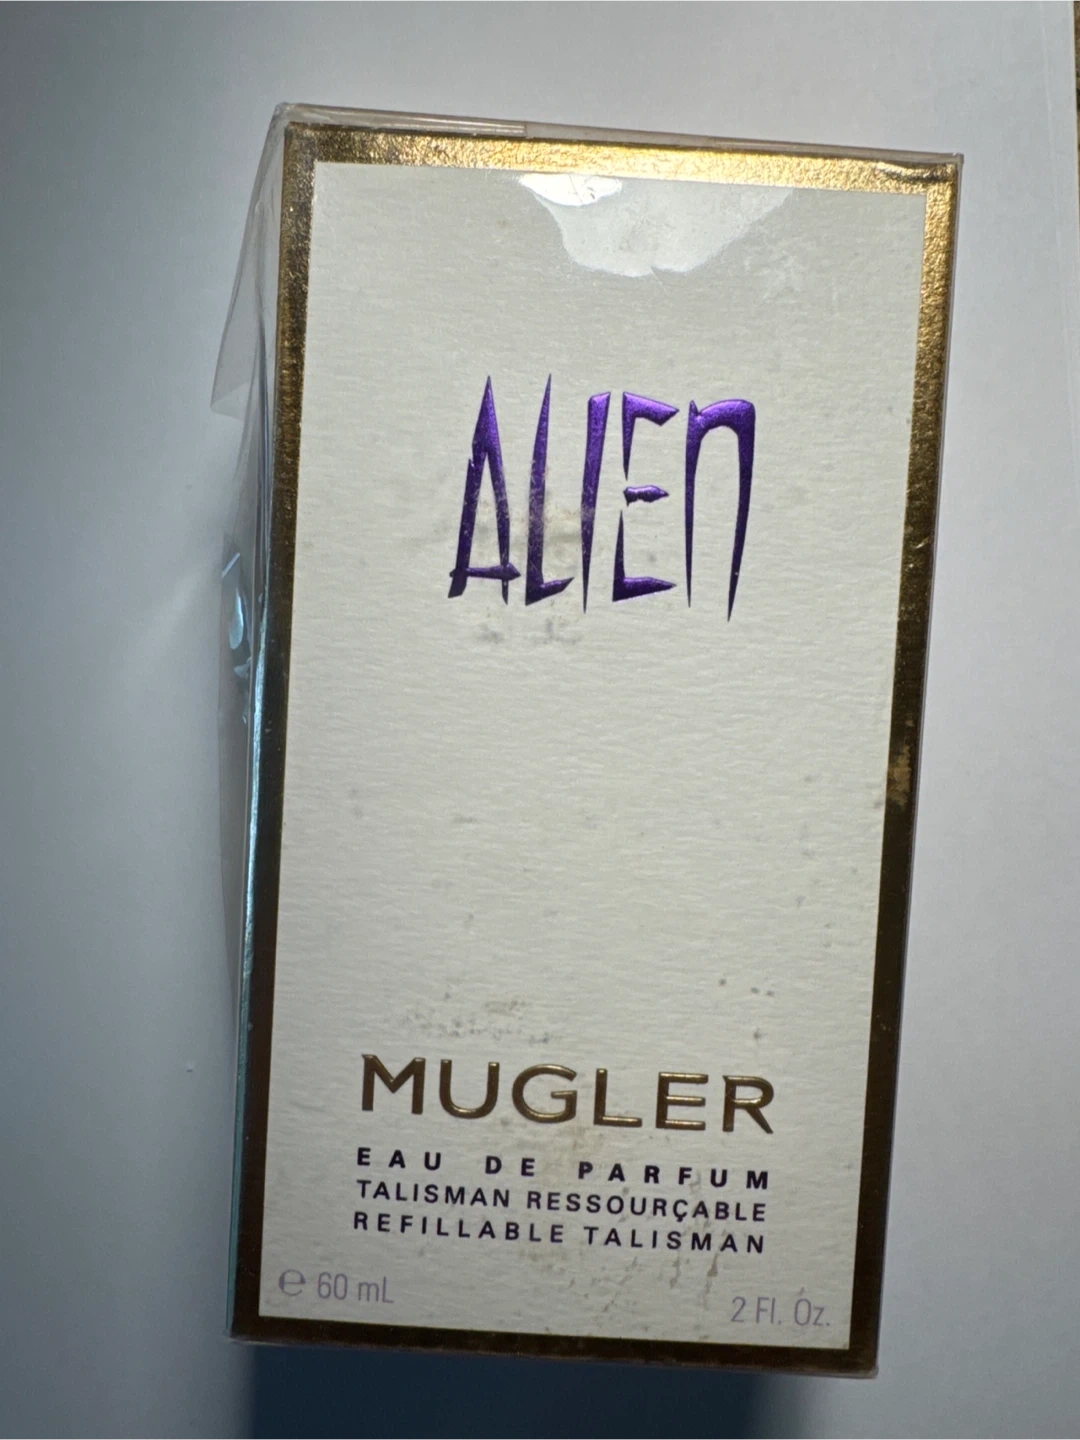 ALIEN
MUGLER
EAU DE PARFUM
TALISMAN RESSOURÇABLE
REFILLABLE TALISMAN
℮ 60 mL
2 Fl. Oz.